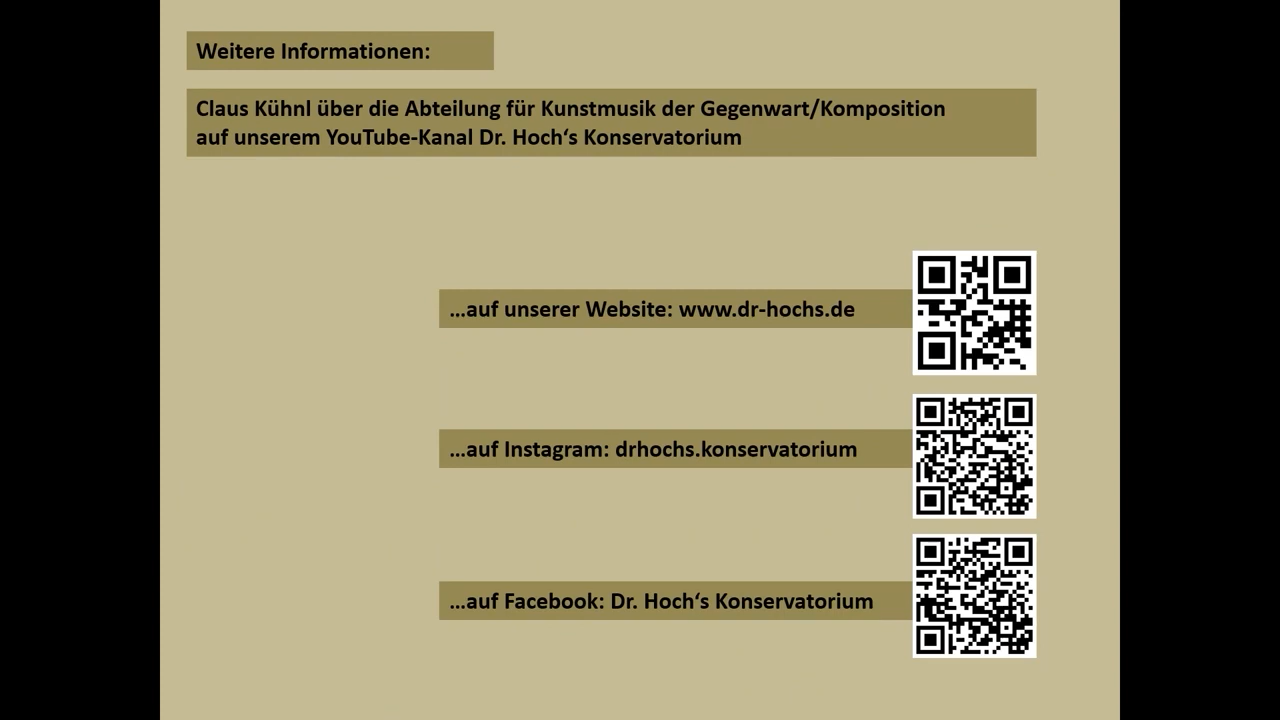 Weitere Informationen:
Claus Kühnl über die Abteilung für Kunstmusik der Gegenwart/Komposition
auf unserem YouTube-Kanal Dr. Hoch‘s Konservatorium
...auf unserer Website: www.dr-hochs.de
...auf Instagram: drhochs.konservatorium
...auf Facebook: Dr. Hoch‘s Konservatorium